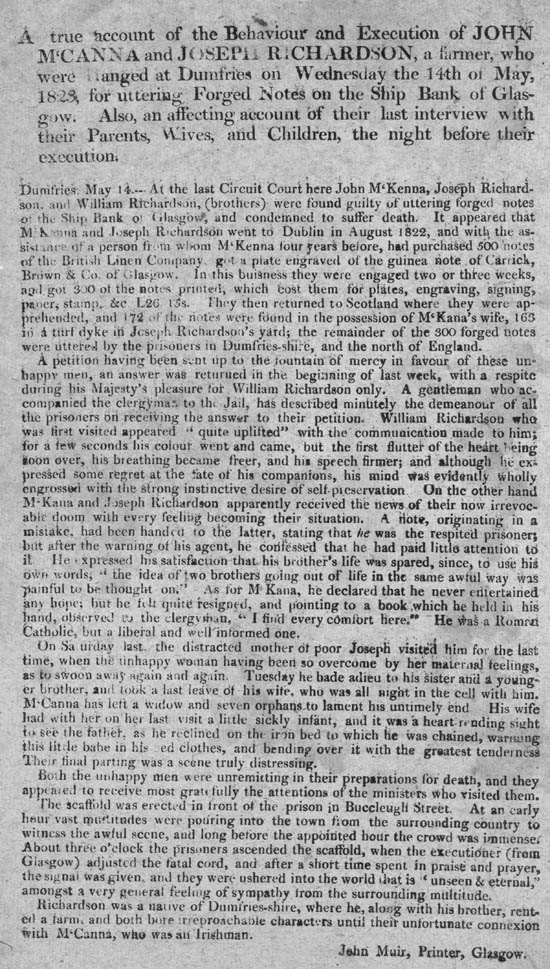 A true account of the Behaviour and Execution of JOHN
M'CANNA and JOSEPH RICHARDSON, a farmer, who
were hanged at Dumfries on Wednesday the 14th of May,
1823, for uttering Forged Notes on the Ship Bank of Glas-
gow. Also, an affecting account of their last interview with
their Parents, Wives, and Children, the night before their
execution.
Dumfries, May 14.—At the last Circuit Court here John M'Kenna, Joseph Richard-
son, and William Richardson, (brothers) were found guilty of uttering forged notes
of the Ship Bank of Glasgow, and condemned to suffer death. It appeared that
M'Kenna and Joseph Richardson went to Dublin in August 1822, and with the as-
sistance of a person from whom M'Kenna four years before, had purchased 500 notes
of the British Linen Company, got a plate engraved of the guinea note of Carrick,
Brown & Co. of Glasgow. In this buisness they were engaged two or three weeks,
and got 300 of the notes printed, which cost them for plates, engraving, signing,
paper, stamp, &c L26 15s. They then returned to Scotland where they were ap-
prehended, and 172 of the notes were found in the possession of M'Kana's wife, 163
in a turf dyke in Joseph Richardson's yard; the remainder of the 300 forged notes
were uttered by the prisoners in Dumfries-shire, and the north of England.
A petition having been sent up to the fountain of mercy in favour of these un-
happy men, an answer was returned in the beginning of last week, with a respite
during his Majesty's pleasure for William Richardson only. A gentleman who ac-
companied the clergyman to the Jail, has described minutely the demeanour of all
the prisoners on receiving the answer to their petition. William Richardson who
was first visited appeared " quite uplifted" with the communication made to him;
for a few seconds his colour went and came, but the first flutter of the heart being
soon over, his breathing became freer, and his speech firmer; and although he ex-
pressed some regret at the fate of his companions, his mind was evidently wholly
engrossed with the strong instinctive desire of self-preservation On the other hand
M'Kana and Joseph Richardson apparently received the news of their now irrevoc-
able doom with every feeling becoming their situation. A note, originating in a
mistake, had been handed to the latter, stating that he was the respited prisoner;
but after the warning of his agent, he confessed that he had paid little attention to
it He expressed his satisfaction that his brother's life was spared, since, to use his
own words, " the idea of two brothers going out of life in the same awful way was
painful to be thought on." As for M'Kana, he declared that he never entertained
any hope; but he felt quite resigned, and pointing to a book which he held in his
hand, observed to the clergyman, " I find every comfort here." He was a Roman
Catholic, but a liberal and well informed one.
On Saturday last the distracted mother of poor Joseph visited him for the last
time, when the unhappy woman having been so overcome by her maternal feelings,
as to swoon away again and again. Tuesday he bade adieu to his sister and a young-
er brother, and took a last leave of his wife, who was all night in the cell with him.
M'Canna has left a widow and seven orphans to lament his untimely end His wife
had with her on her last visit a little sickly infant, and it was a heart rending sight
to see the father, as he reclined on the iron bed to which he was chained, warming
this little babe in his bed clothes, and bending over it with the greatest tenderness
Their final parting was a scene truly distressing.
Both the unhappy men were unremitting in their preparations for death, and they
appeared to receive most gratefully the attentions of the ministers who visited them.
The scaffold was erected in front of the prison in Buccleugh Street. At an early
hour vast multitudes were pouring into the town from the surrounding country to
witness the awful scene, and long before the appointed hour the crowd was immense.
About three o'clock the prisoners ascended the scaffold, when the executioner (from
Glasgow) adjusted the fatal cord, and after a short time spent in praise and prayer,
the signal was given, and they were ushered into the world that is " unseen & eternal,"
amongst a very general feeling of sympathy from the surrounding multitude.
Richardson was a native of Dumfries-shire, where he, along with his brother, rent-
ed a farm, and both bore irreproachable characters until their unfortunate connexion
with M'Canna, who was an Irishman.
John Muir, Printer, Glasgow.